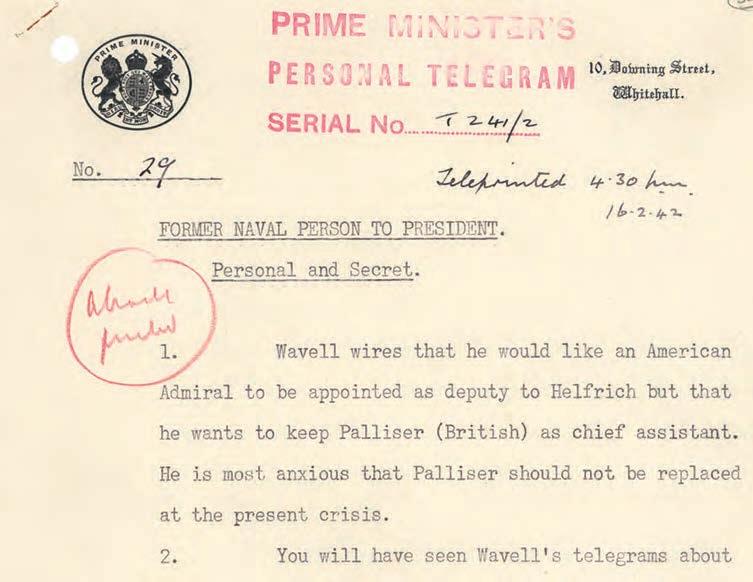 PRIME MINISTER
PRIME MINISTER'S
PERSONAL TELEGRAM
SERIAL No. T 241/2
10, Downing Street,
Whitehall.
No. 29
Teleprinted 4.30 pm
16.2.42
FORMER NAVAL PERSON TO PRESIDENT.
Personal and Secret.
1. Wavell wires that he would like an American
Admiral to be appointed as deputy to Helfrich but that
he wants to keep Palliser (British) as chief assistant.
He is most anxious that Palliser should not be replaced
at the present crisis.
2. You will have seen Wavell's telegrams about